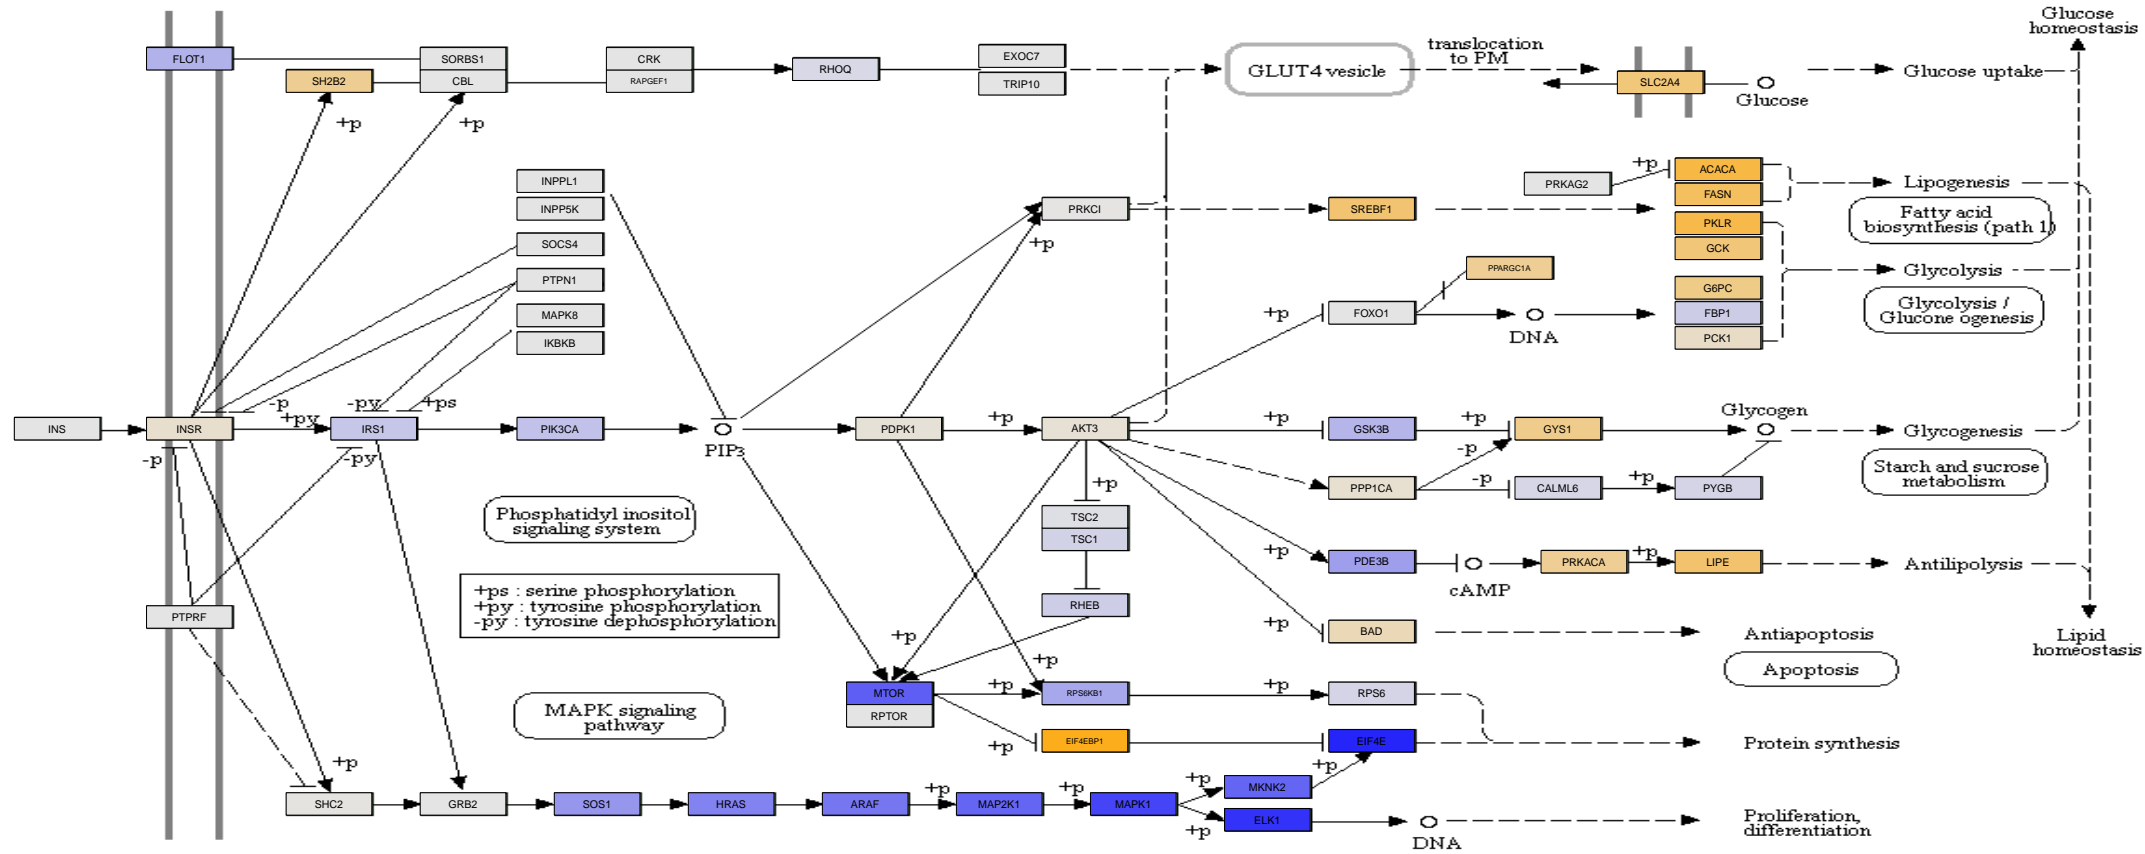 Glucose
homeostasis
FLOT1
SORBS1
CRK
EXOC7
translocation
to PM
SH2B2
CBL
RAPGEF1
RHOQ
TRIP10
GLUT4 vesicle
SLC2A4
Glucose
Glucose uptake
+p
+p
INPPL1
INPP5K
SOCS4
PTPN1
MAPK8
IKBKB
PRKCI
+p
SREBF1
PRKAG2
+p
ACACA
FASN
PKLR
GCK
Lipogenesis
Fatty acid
biosynthesis (path 1)
PPARGC1A
G6PC
FBP1
PCK1
Glycolysis
Glycolysis /
Glucone ogenesis
+p
FOXO1
DNA
-p
+py
-py
+ps
INS
INSR
IRS1
PIK3CA
PIP3
PDPK1
+p
AKT3
+p
GSK3B
+p
GYS1
Glycogen
Glycogenesis
-p
-py
-p
Starch and sucrose
metabolism
PPP1CA
-p
CALML6
+p
PYGB
+p
Phosphatidyl inositol
signaling system
TSC2
TSC1
+p
PDE3B
cAMP
PRKACA
+p
LIPE
Antilipolysis
+ps : serine phosphorylation
+py : tyrosine phosphorylation
-py : tyrosine dephosphorylation
PTPRF
RHEB
+p
+p
BAD
Antiapoptosis
Apoptosis
Lipid
homeostasis
+p
MTOR
RPTOR
+p
RPS6KB1
+p
RPS6
MAPK signaling
pathway
+p
EIF4EBP1
EIF4E
Protein synthesis
+p
SHC2
GRB2
SOS1
HRAS
ARAF
+p
MAP2K1
+p
MAPK1
+p
MKNK2
+p
+p
ELK1
DNA
Proliferation,
differentiation